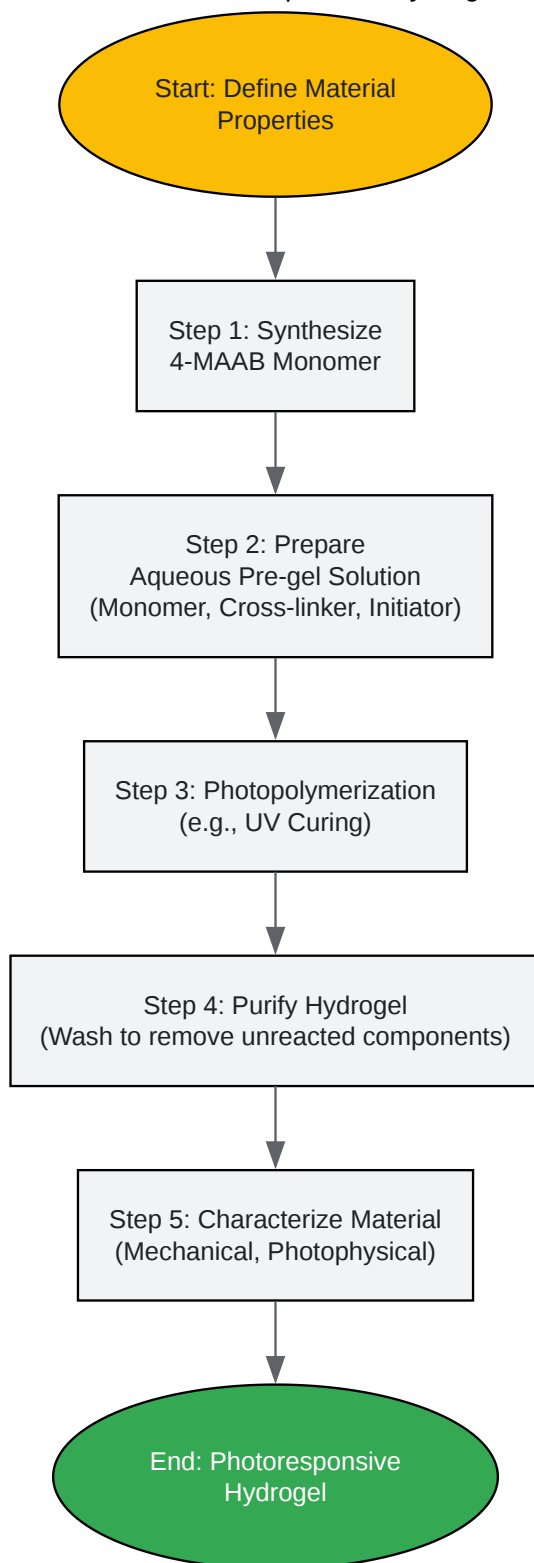 Start: Define Material
Properties
Step 1: Synthesize
4-MAAB Monomer
Step 2: Prepare
Aqueous Pre-gel Solution
(Monomer, Cross-linker, Initiator)
Step 3: Photopolymerization
(e.g., UV Curing)
Step 4: Purify Hydrogel
(Wash to remove unreacted components)
Step 5: Characterize Material
(Mechanical, Photophysical)
End: Photoresponsive
Hydrogel